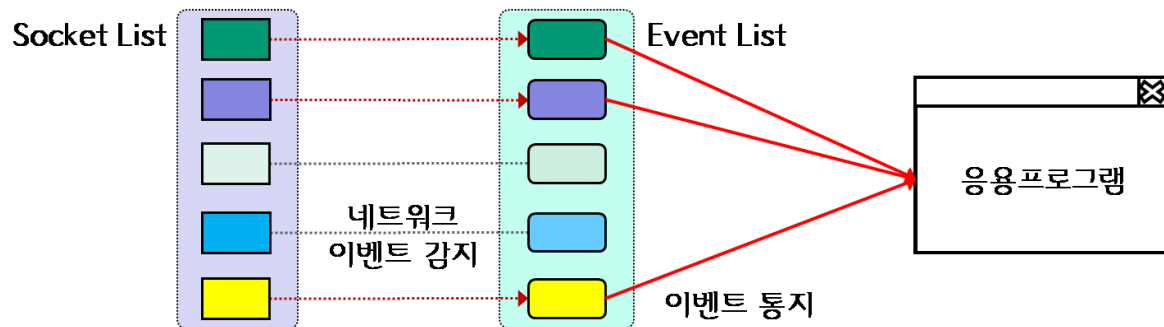 Socket List
Event List
응용프로그램
네트워크
이벤트 감지
이벤트 통지